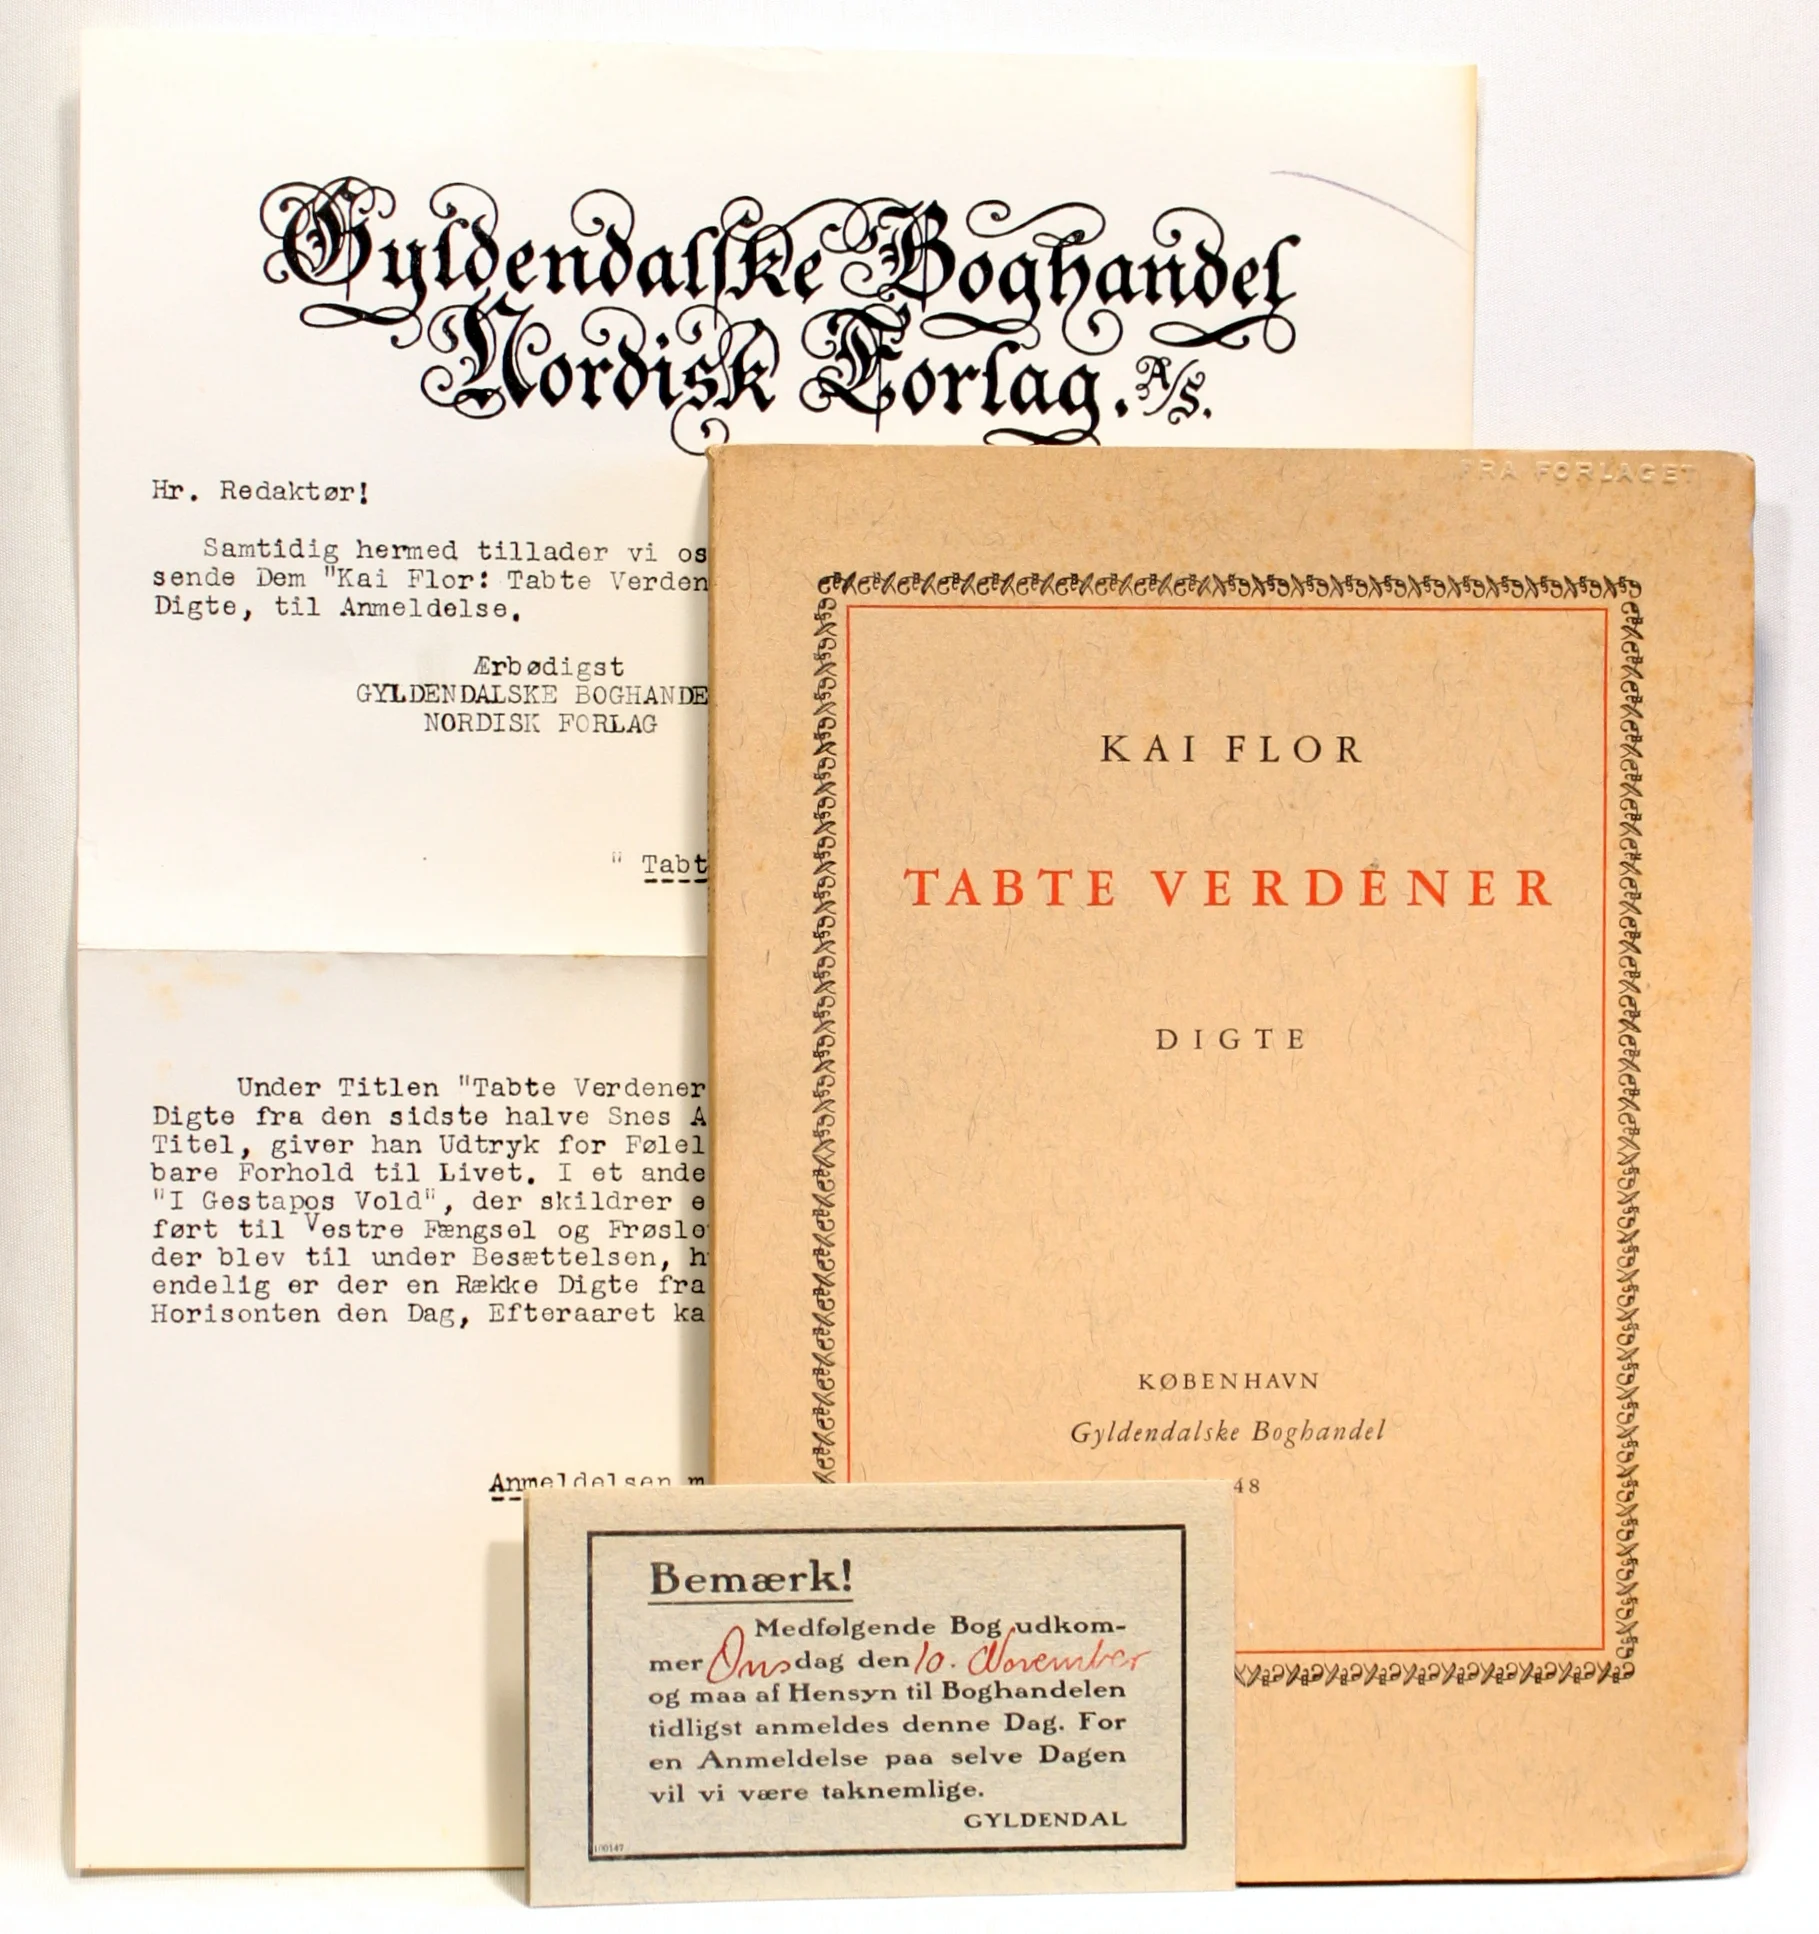 Gyldendalske Boghandel
Nordisk Forlag. A/S.
Hr. Redaktør!
Samtidig hermed tillader vi os
sende Dem "Kai Flor: Tabte Verden
Digte, til Anmeldelse.
Ærbødigst
GYLDENDALSKE BOGHANDE
NORDISK FORLAG
" Tabt
Under Titlen "Tabte Verdener
Digte fra den sidste halve Snes A
Titel, giver han Udtryk for Følel
bare Forhold til Livet. I et ande
"I Gestapos Vold", der skildrer e
ført til Vestre Fængsel og Frøsle
der blev til under Besættelsen, h
endelig er der en Række Digte fra
Horisonten den Dag, Efteraaret ka
Anmeldelsen m
FRA FORLAGET
KAI FLOR
TABTE VERDENER
DIGTE
KØBENHAVN
Gyldendalske Boghandel
48
Bemærk!
Medfølgende Bog udkom-
mer Onsdag den 10. November
og maa af Hensyn til Boghandelen
tidligst anmeldes denne Dag. For
en Anmeldelse paa selve Dagen
vil vi være taknemlige.
GYLDENDAL